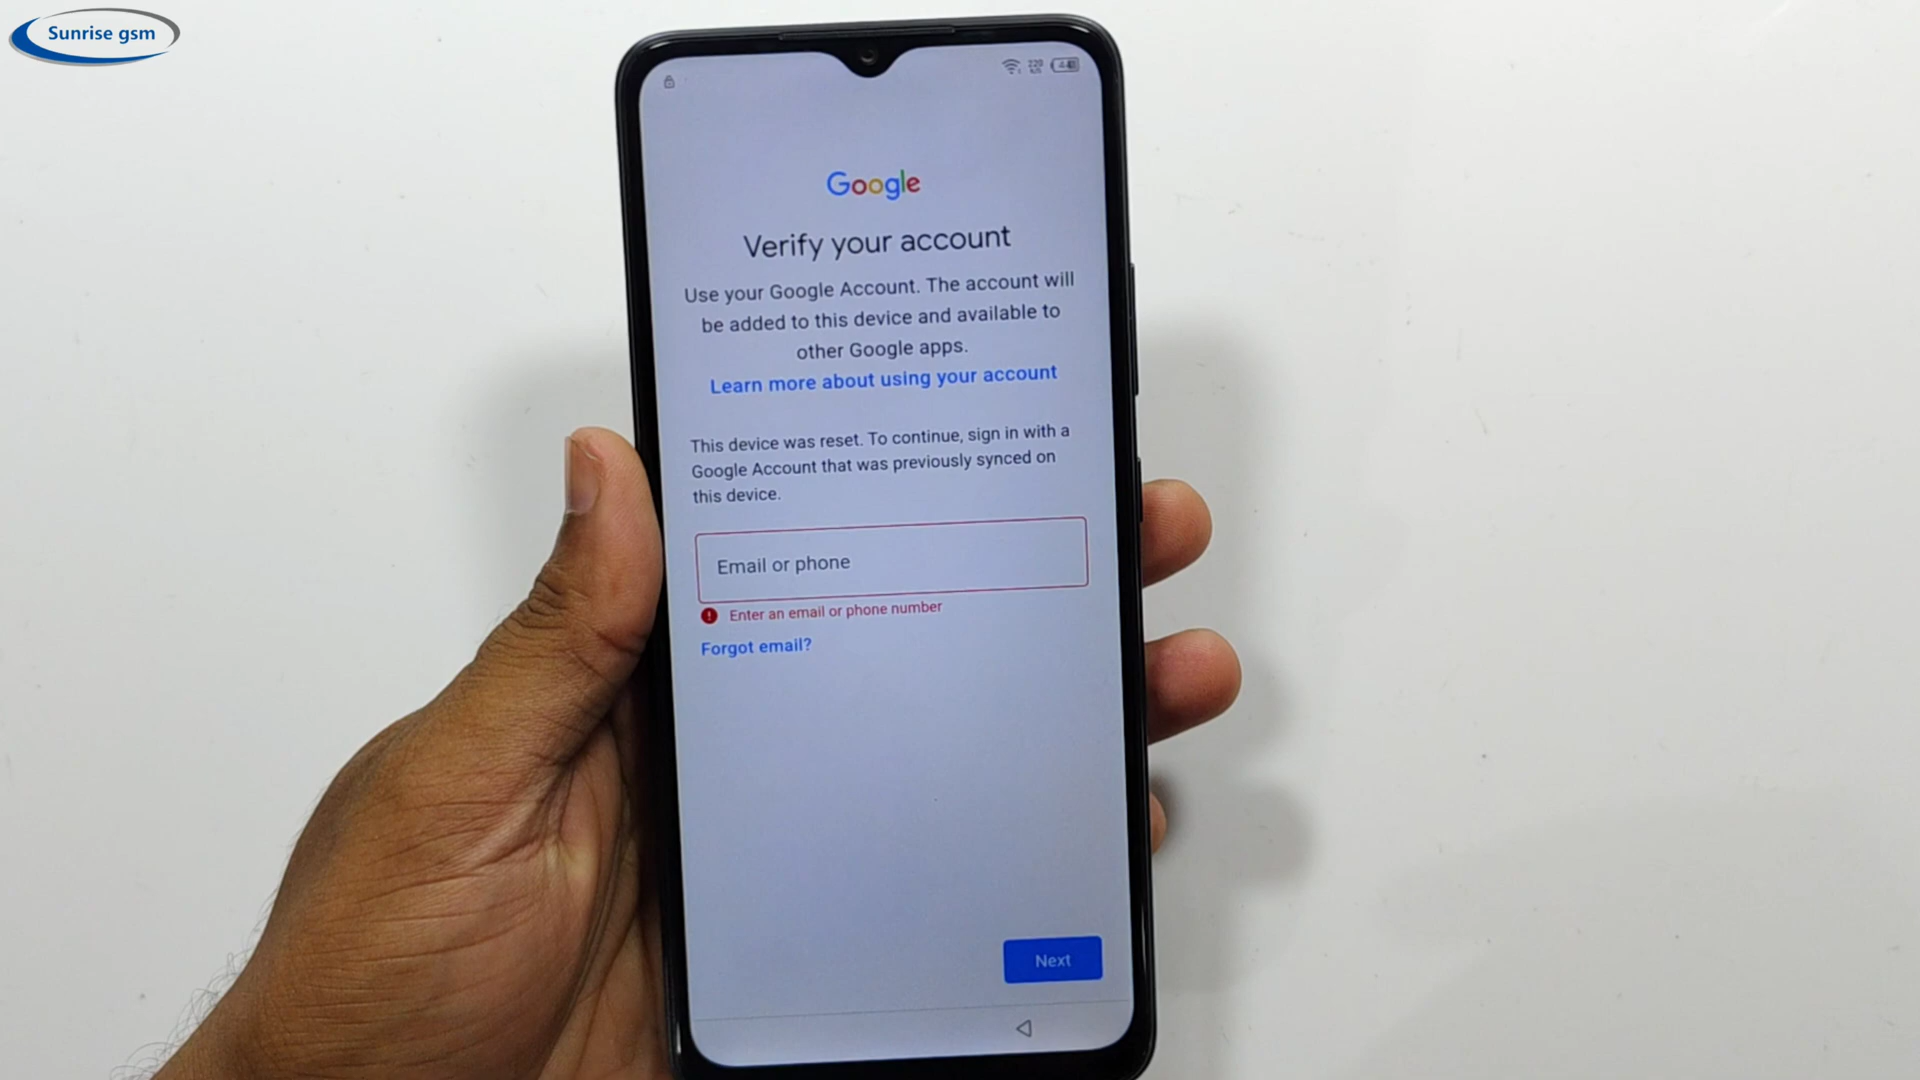 Sunrise gsm
Google
Verify your account
Use your Google Account. The account will
be added to this device and available to
other Google apps.
Learn more about using your account
This device was reset. To continue, sign in with a
Google Account that was previously synced on
this device.
Email or phone
Enter an email or phone number
Forgot email?
Next